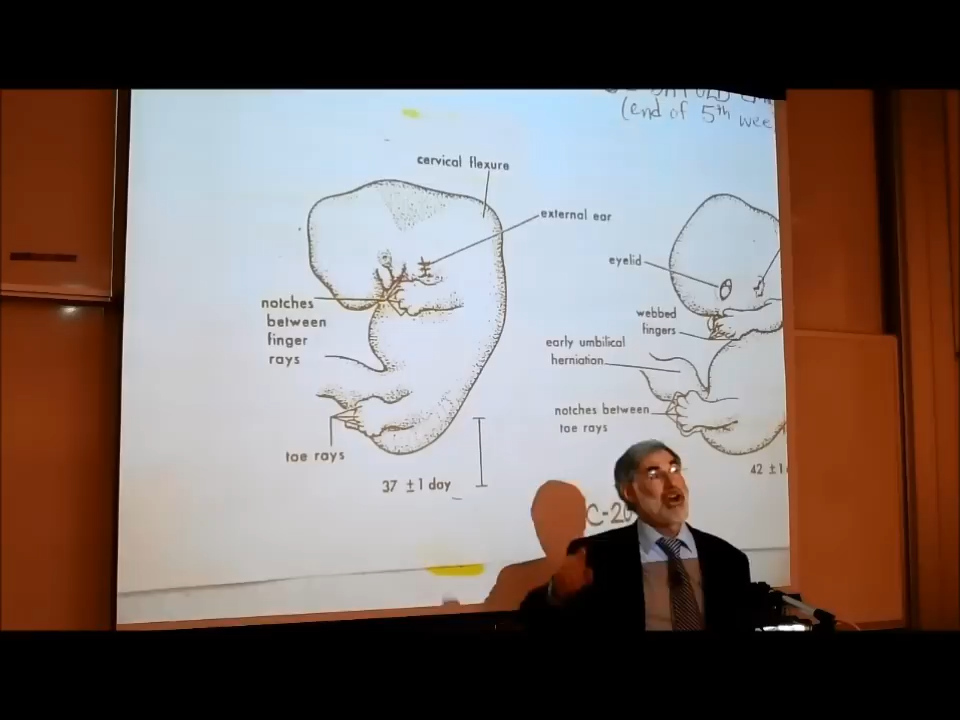 (end of 5th wee
cervical flexure
external ear
notches
between
finger
rays
toe rays
37 ±1 day
eyelid
webbed
fingers
early umbilical
herniation
notches between
toe rays
42 ±1
C-20